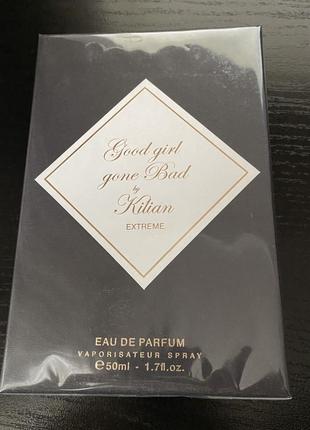 Good girl
gone Bad
by
Kilian
EXTREME
EAU DE PARFUM
VAPORISATEUR SPRAY
℮50ml - 1.7fl.oz.